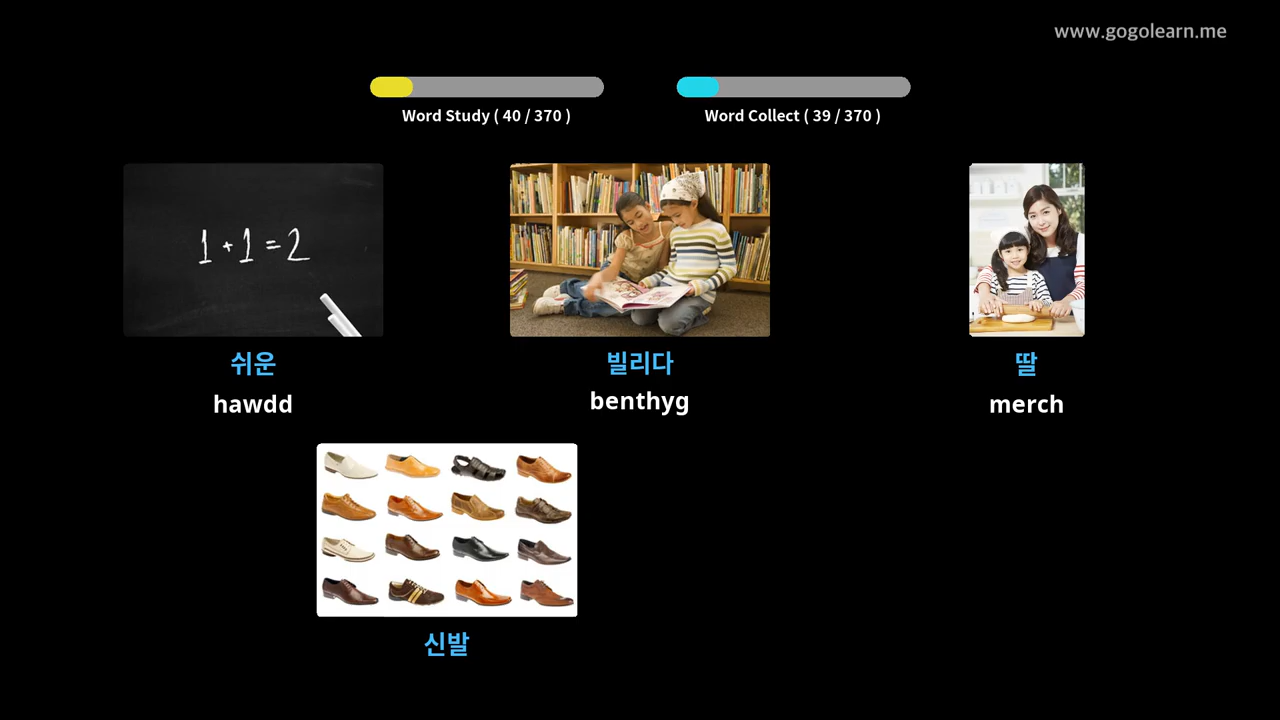 www.gogolearn.me
Word Study ( 40 / 370 )
Word Collect ( 39 / 370 )
1 + 1 = 2
쉬운
hawdd
빌리다
benthyg
딸
merch
신발